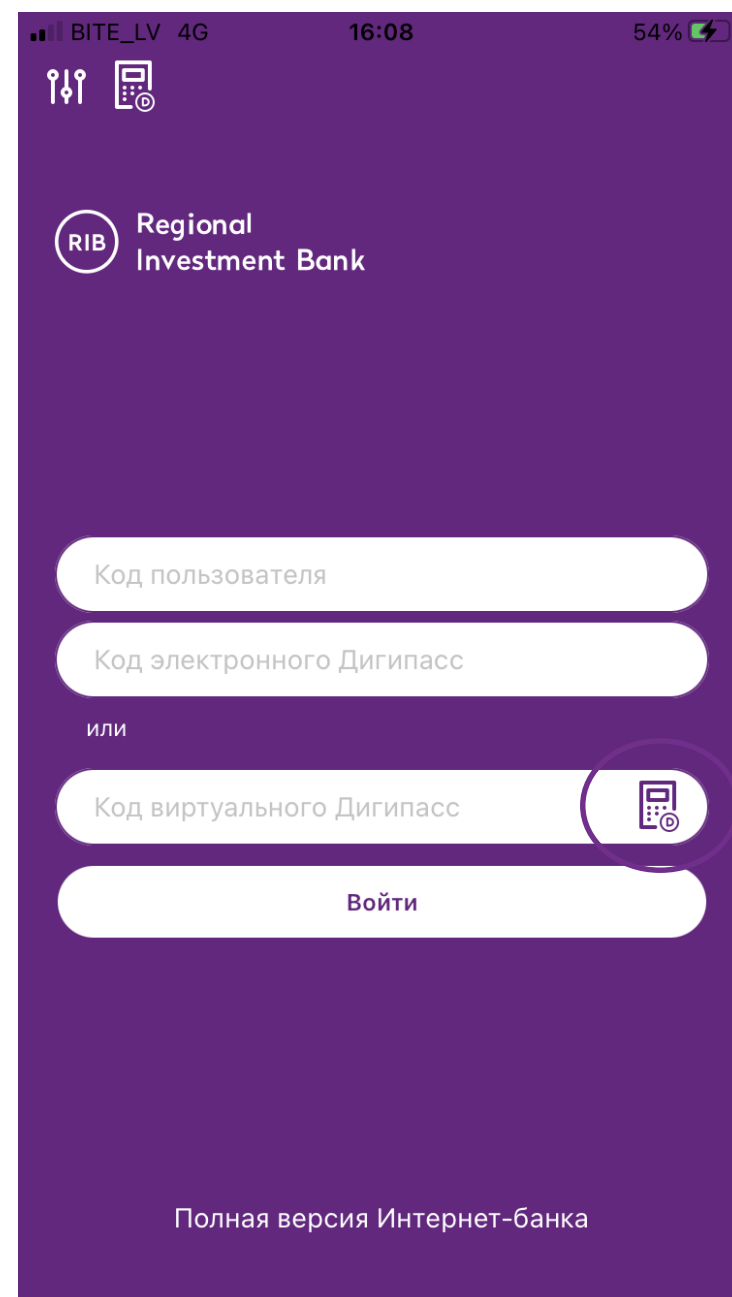 BITE_LV 4G 16:08 54%
D
RIB
Regional
Investment Bank
Код пользователя
Код электронного Дигипасс
или
Код виртуального Дигипасс
D
Войти
Полная версия Интернет-банка